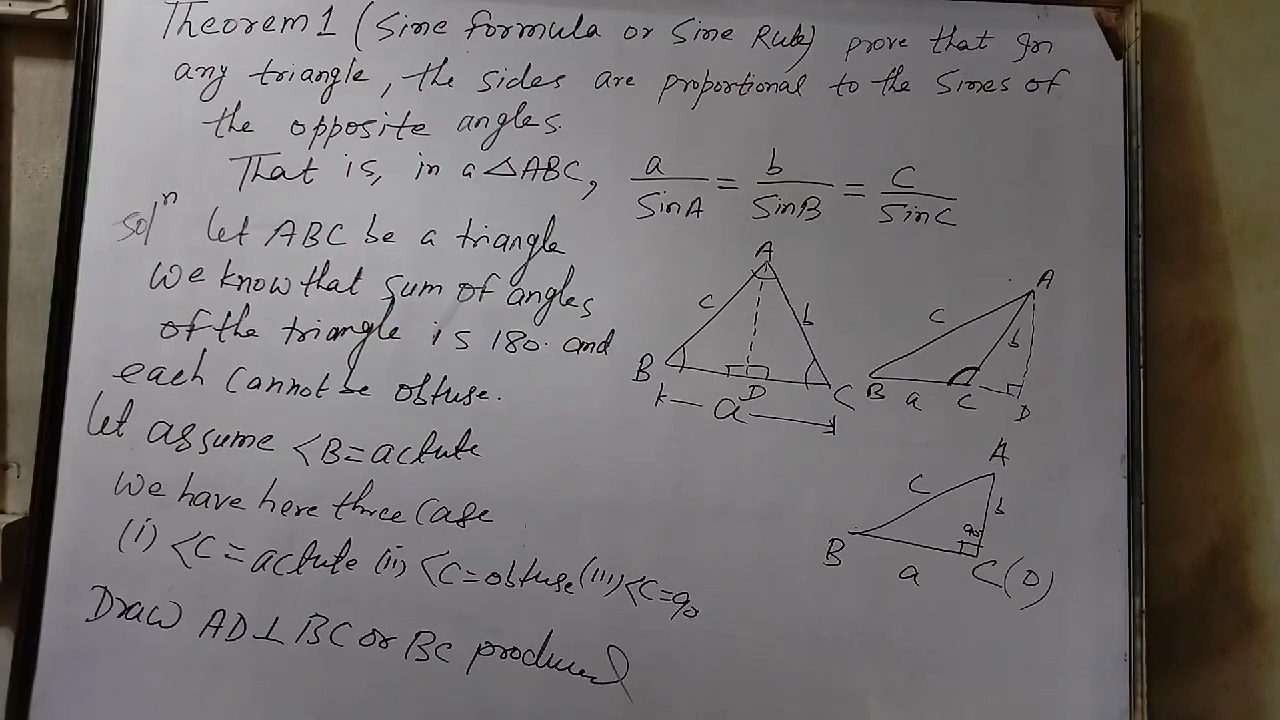 Theorem 1 (Sine formula or Sine Rule) prove that In
any triangle, the sides are proportional to the Sines of
the opposite angles.
That is, in a △ABC, a/SinA = b/SinB = C/SinC
Solⁿ Let ABC be a triangle
We know that sum of angles
of the triangle is 180. and
each cannot be obtuse.
Let assume <B=actute
We have here three Case
(i) <C=actute (ii) <C=obtuse (iii) <C=90
Draw AD⊥BC or BC produced
A
c
b
B
D
C
a
A
c
b
B
a
C
D
A
c
b
90°
B
a
C(D)